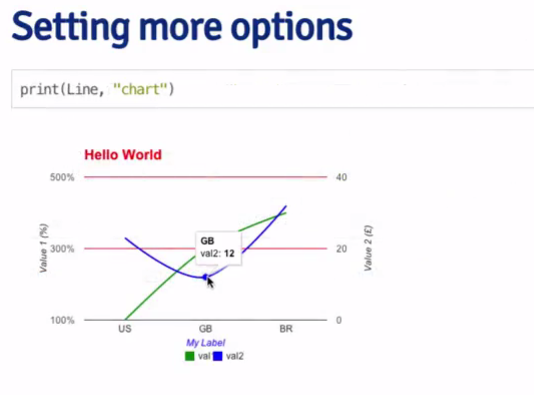 Setting more options
print(Line, "chart")
Hello World
500%
40
Value 1 (%)
300%
GB
val2: 12
20
Value 2 (£)
100%
0
US
GB
BR
My Label
val
val2